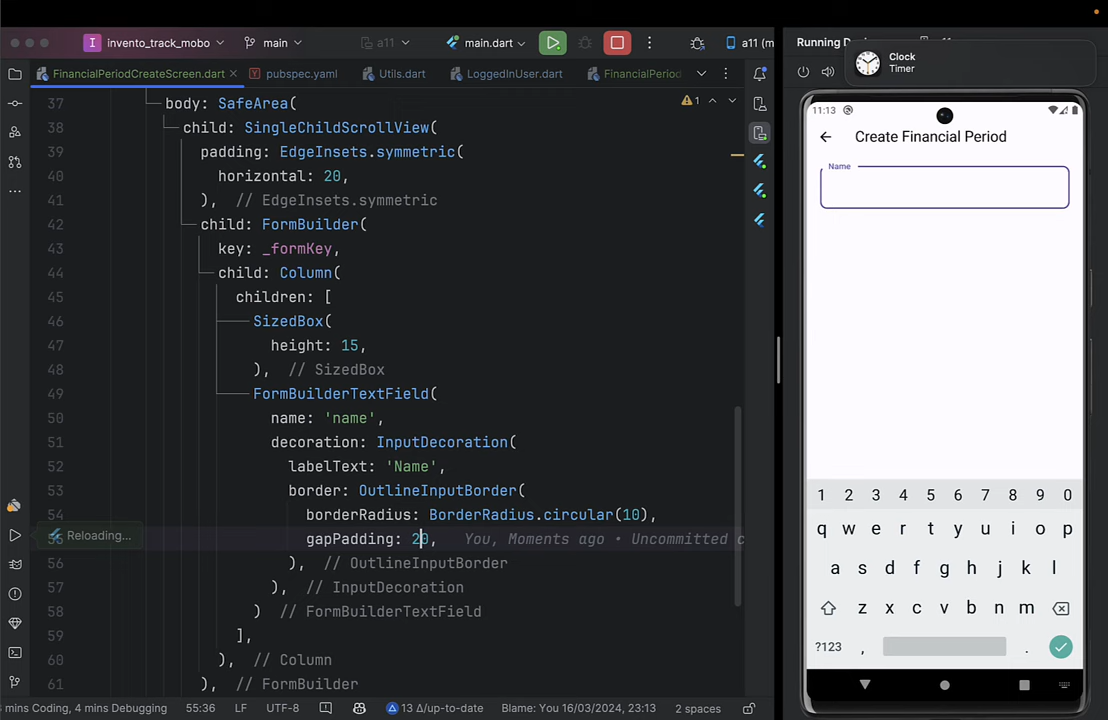 invento_track_mobo
main
a11
main.dart
a11 (m
Running De
Clock
Timer
FinancialPeriodCreateScreen.dart
pubspec.yaml
Utils.dart
LoggedInUser.dart
FinancialPeriod
37 body: SafeArea(
38 child: SingleChildScrollView(
39 padding: EdgeInsets.symmetric(
40 horizontal: 20,
41 ), // EdgeInsets.symmetric
42 child: FormBuilder(
43 key: _formKey,
44 child: Column(
45 children: [
46 SizedBox(
47 height: 15,
48 ), // SizedBox
49 FormBuilderTextField(
50 name: 'name',
51 decoration: InputDecoration(
52 labelText: 'Name',
53 border: OutlineInputBorder(
54 borderRadius: BorderRadius.circular(10),
gapPadding: 20, You, Moments ago • Uncommitted c
56 ), // OutlineInputBorder
57 ), // InputDecoration
58 ) // FormBuilderTextField
59 ],
60 ), // Column
61 ), // FormBuilder
1
Reloading...
3 mins Coding, 4 mins Debugging
55:36
LF
UTF-8
13 Δ/up-to-date
Blame: You 16/03/2024, 23:13
2 spaces
11:13
Create Financial Period
Name
1 2 3 4 5 6 7 8 9 0
q w e r t y u i o p
a s d f g h j k l
z x c v b n m
?123 , .